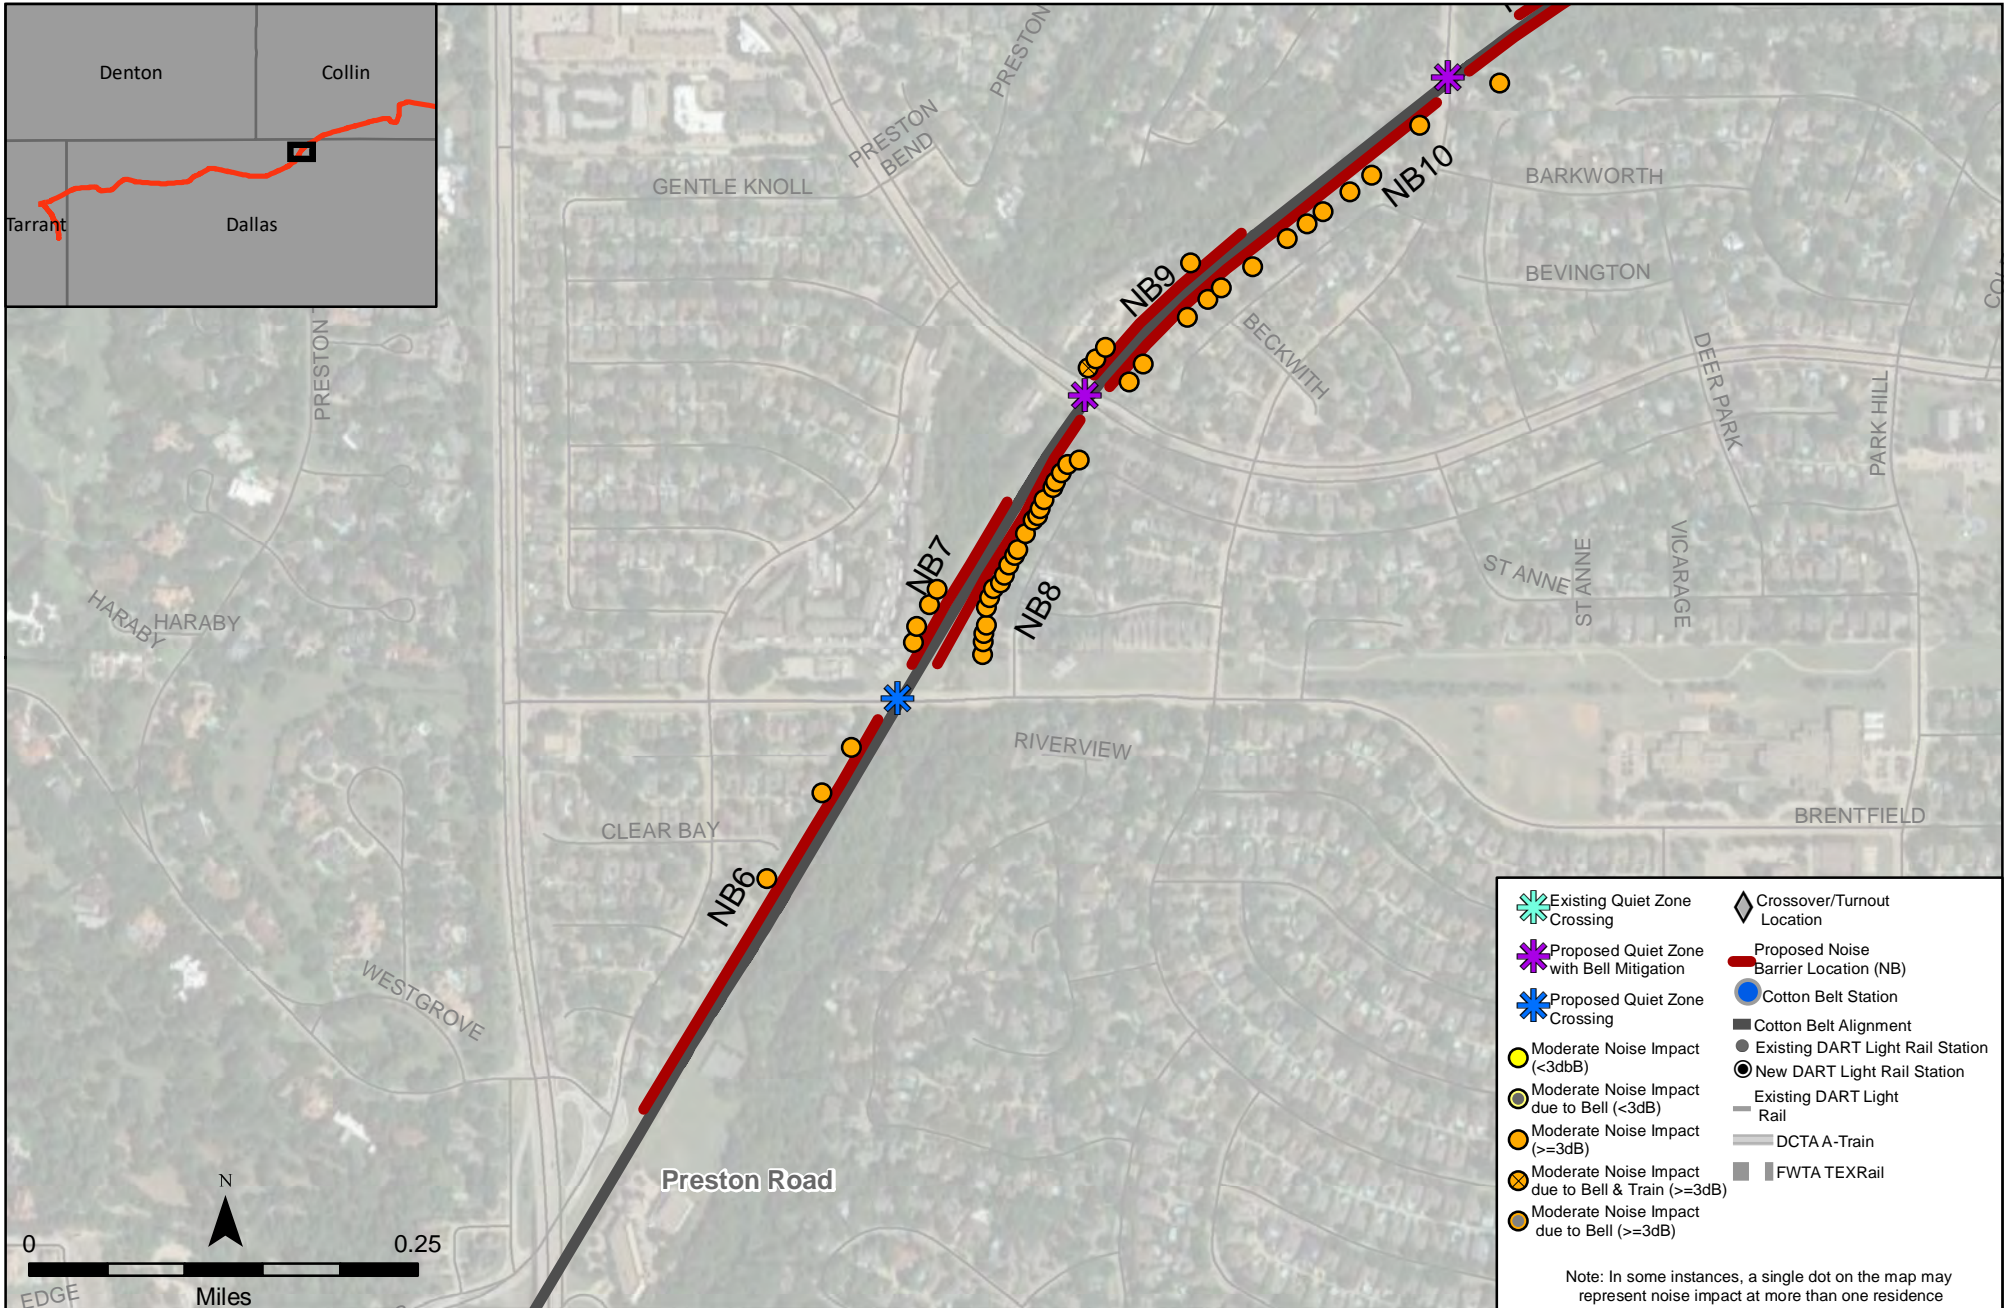 Denton
Collin
Tarrant
Dallas
PRESTON
PRESTON
BEND
GENTLE KNOLL
PRESTON
BARKWORTH
NB10
BEVINGTON
NB9
BECKWITH
DEER PARK
PARK HILL
NB7
NB8
ST ANNE
ST ANNE
VICARAGE
HARABY
HARABY
RIVERVIEW
CLEAR BAY
BRENTFIELD
NB6
WESTGROVE
Preston Road
N
0
0.25
Miles
EDGE
Existing Quiet Zone
Crossing
Proposed Quiet Zone
with Bell Mitigation
Proposed Quiet Zone
Crossing
Moderate Noise Impact
(<3dbB)
Moderate Noise Impact
due to Bell (<3dB)
Moderate Noise Impact
(>=3dB)
Moderate Noise Impact
due to Bell & Train (>=3dB)
Moderate Noise Impact
due to Bell (>=3dB)
Crossover/Turnout
Location
Proposed Noise
Barrier Location (NB)
Cotton Belt Station
Cotton Belt Alignment
Existing DART Light Rail Station
New DART Light Rail Station
Existing DART Light
Rail
DCTA A-Train
FWTA TEXRail
Note: In some instances, a single dot on the map may
represent noise impact at more than one residence